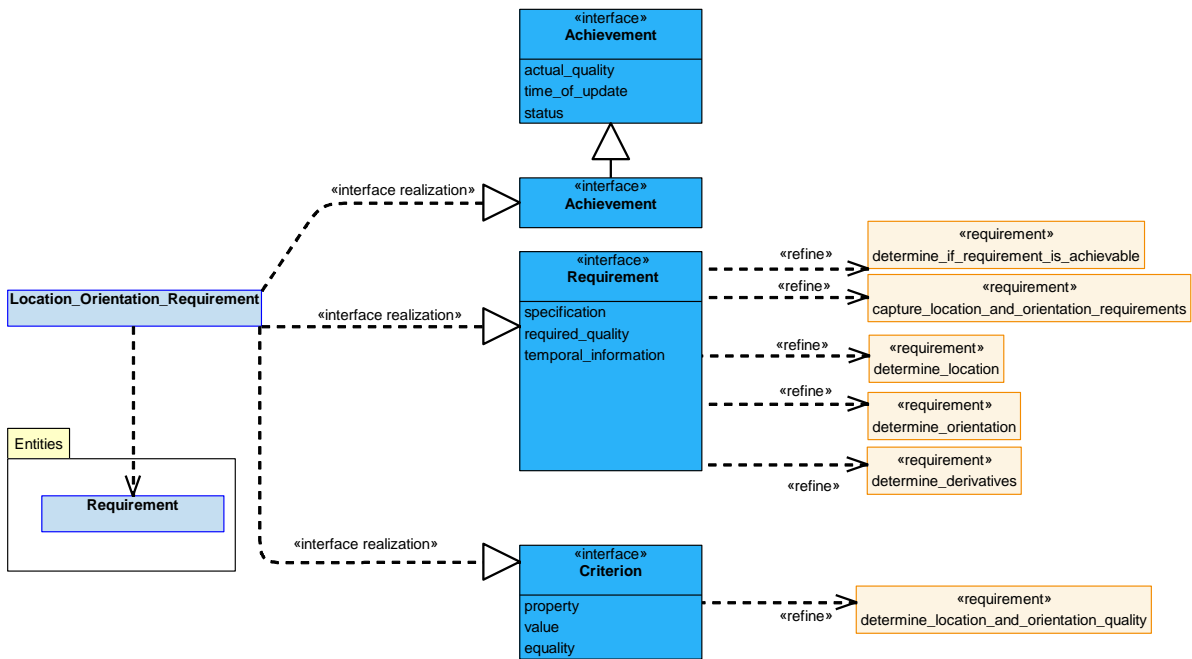 «interface»
Achievement
actual_quality
time_of_update
status
«interface realization»
«interface»
Achievement
«interface»
Requirement
specification
required_quality
temporal_information
«refine»
«requirement»
determine_if_requirement_is_achievable
«refine»
«requirement»
capture_location_and_orientation_requirements
Location_Orientation_Requirement
«interface realization»
«refine»
«requirement»
determine_location
«refine»
«requirement»
determine_orientation
«refine»
«requirement»
determine_derivatives
Entities
Requirement
«interface realization»
«interface»
Criterion
property
value
equality
«refine»
«requirement»
determine_location_and_orientation_quality